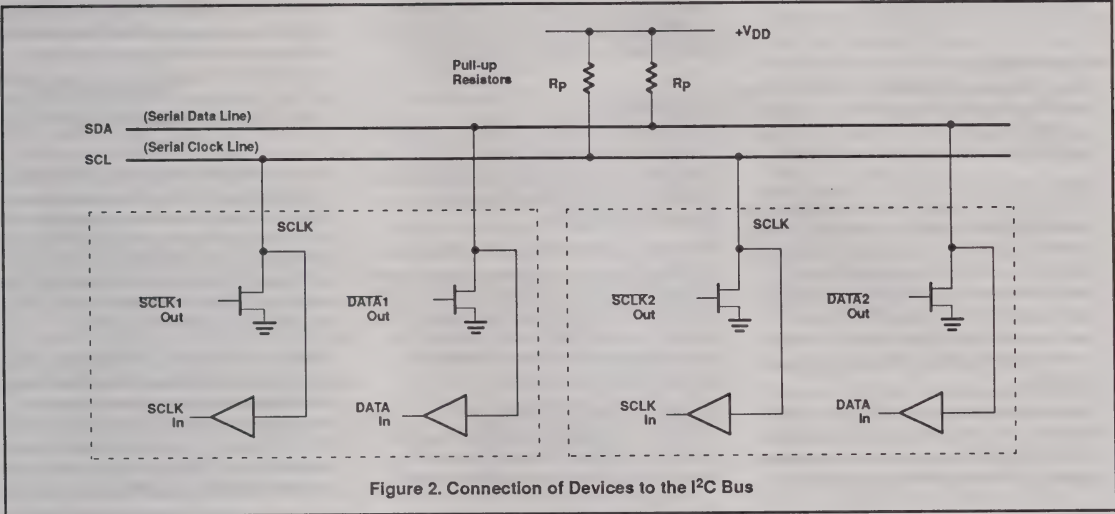 +VDD
Pull-up
Resistors
RP
RP
(Serial Data Line)
SDA
(Serial Clock Line)
SCL
SCLK
SCLK
SCLK1
Out
DATA1
Out
SCLK2
Out
DATA2
Out
SCLK
In
DATA
In
SCLK
In
DATA
In
Figure 2. Connection of Devices to the I²C Bus